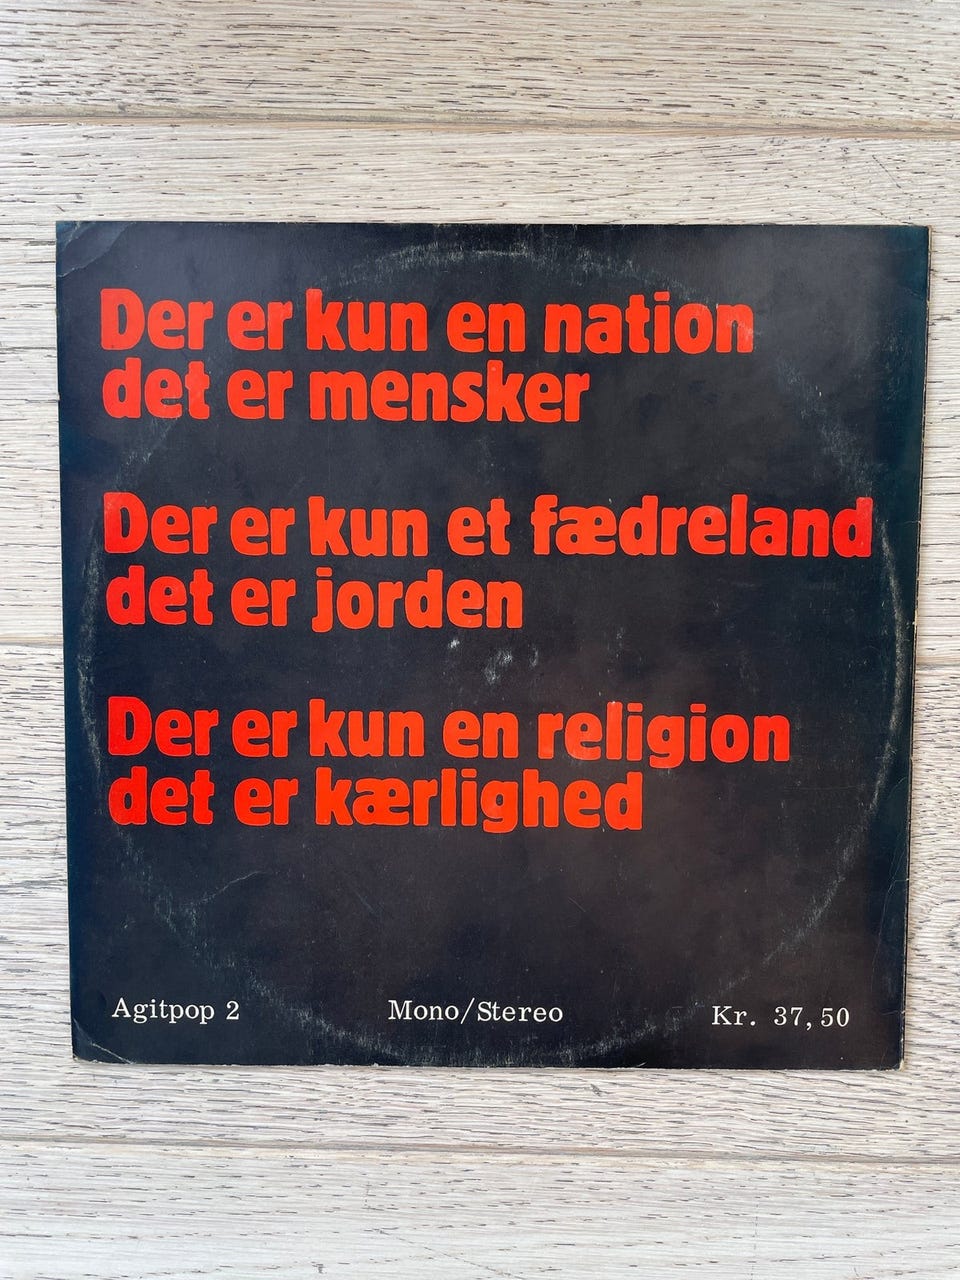 Der er kun en nation
det er mensker
Der er kun et fædreland
det er jorden
Der er kun en religion
det er kærlighed
Agitpop 2 Mono/Stereo Kr. 37,50